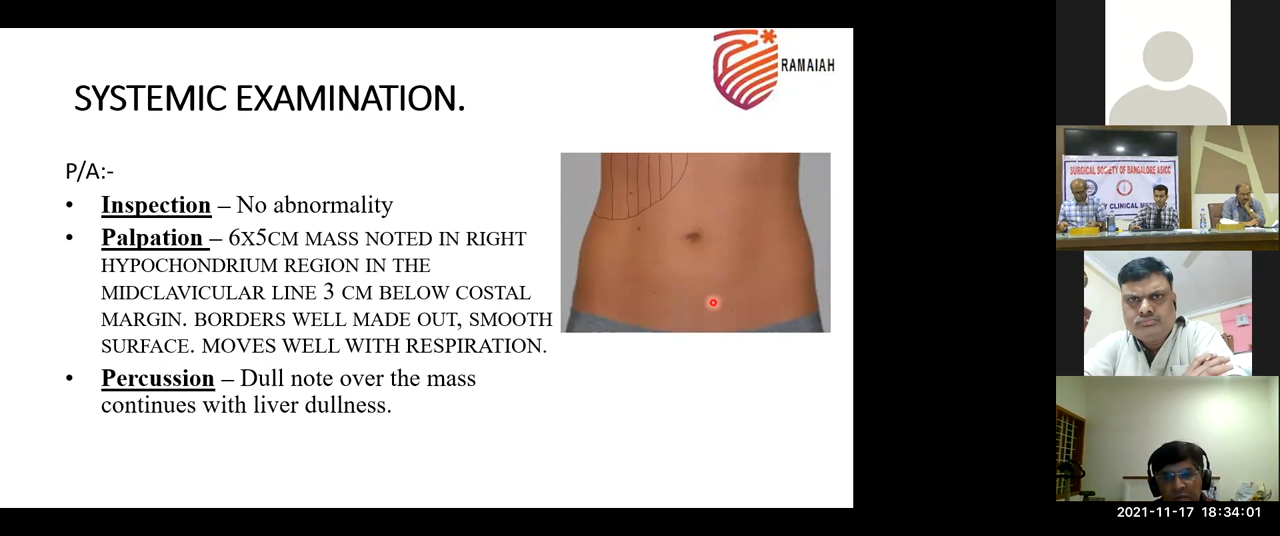 RAMAIAH
SYSTEMIC EXAMINATION.
P/A:-
• Inspection – No abnormality
• Palpation – 6X5CM MASS NOTED IN RIGHT
HYPOCHONDRIUM REGION IN THE
MIDCLAVICULAR LINE 3 CM BELOW COSTAL
MARGIN. BORDERS WELL MADE OUT, SMOOTH
SURFACE. MOVES WELL WITH RESPIRATION.
• Percussion – Dull note over the mass
continues with liver dullness.
SURGICAL SOCIETY OF BANGALORE ASICC
CLINICAL
2021-11-17 18:34:01